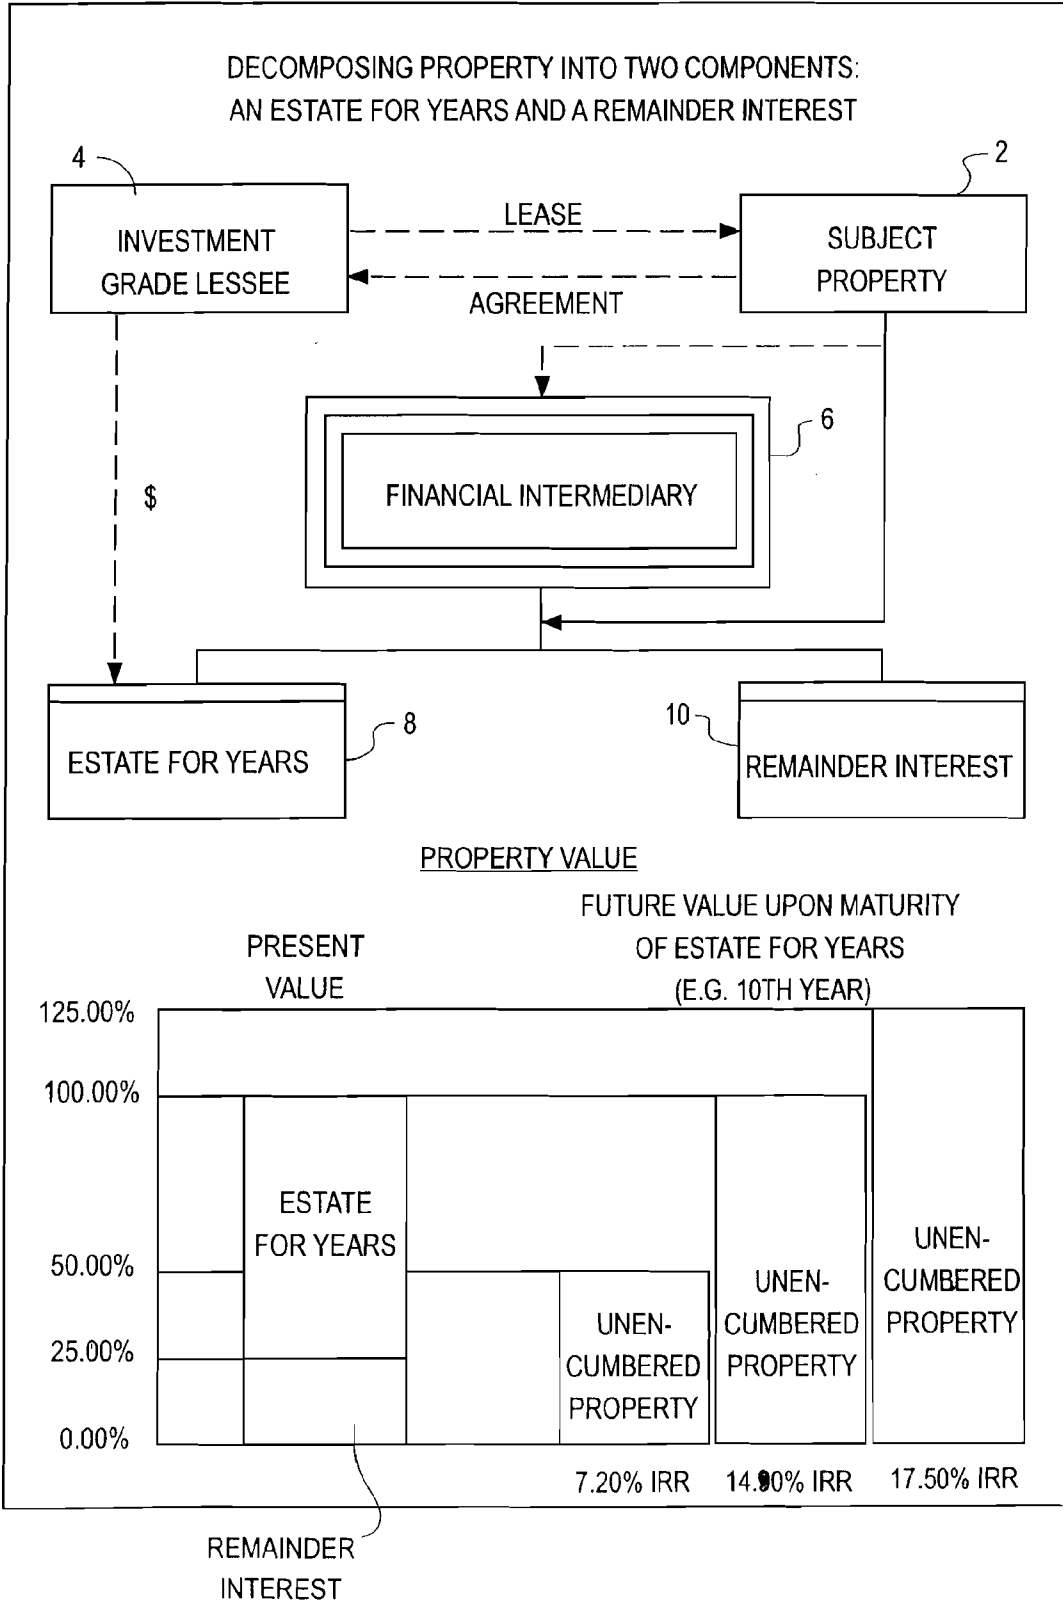 DECOMPOSING PROPERTY INTO TWO COMPONENTS:
AN ESTATE FOR YEARS AND A REMAINDER INTEREST
4
2
INVESTMENT
GRADE LESSEE
LEASE
AGREEMENT
SUBJECT
PROPERTY
6
FINANCIAL INTERMEDIARY
$
8
ESTATE FOR YEARS
10
REMAINDER INTEREST
PROPERTY VALUE
PRESENT
VALUE
FUTURE VALUE UPON MATURITY
OF ESTATE FOR YEARS
(E.G. 10TH YEAR)
125.00%
100.00%
50.00%
25.00%
0.00%
ESTATE
FOR YEARS
UNEN-
CUMBERED
PROPERTY
UNEN-
CUMBERED
PROPERTY
UNEN-
CUMBERED
PROPERTY
7.20% IRR
IRR
17.50% IRR
REMAINDER
INTEREST